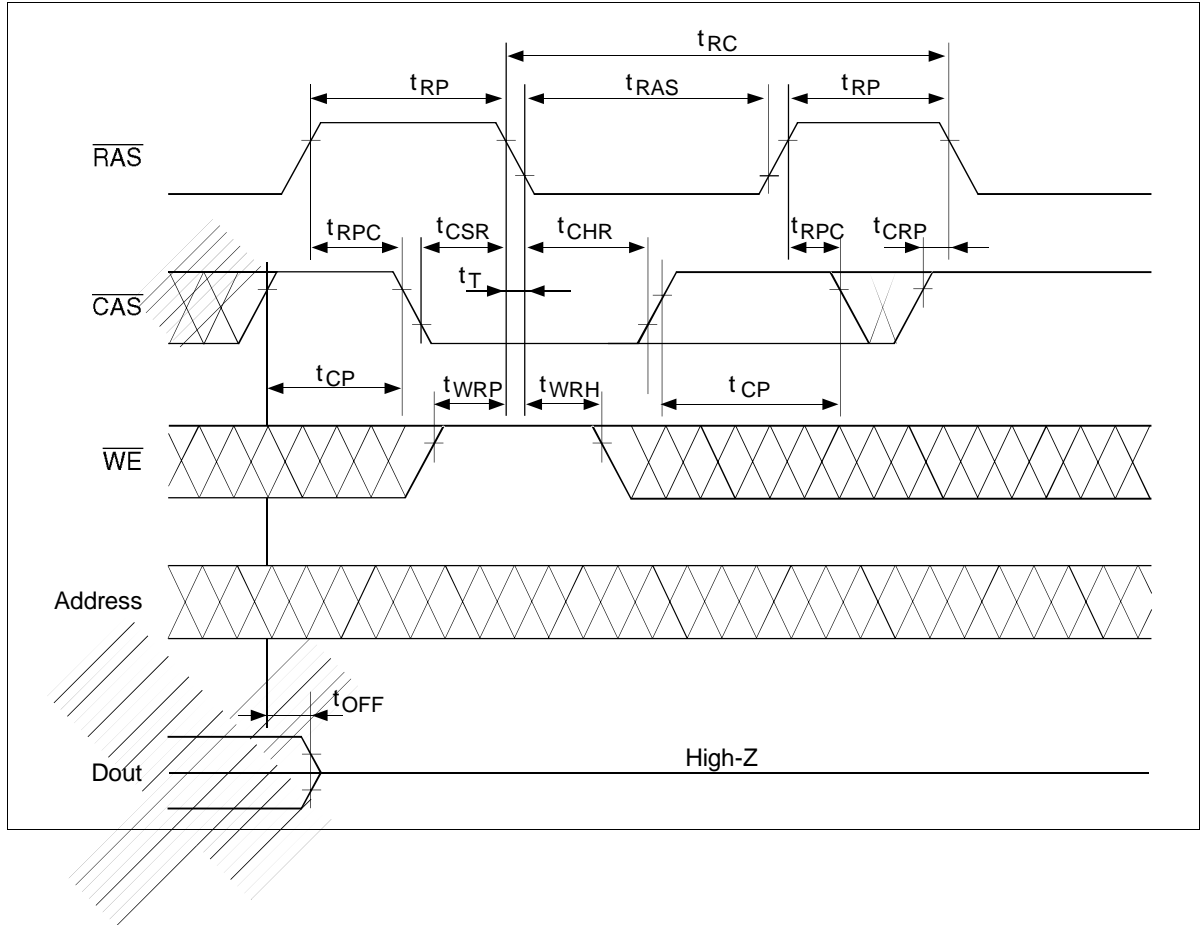 tRC
tRP tRAS tRP
RAS
tRPC tCSR tCHR tRPC tCRP
tT
CAS
tCP tWRP tWRH tCP
WE
Address
tOFF
High-Z
Dout